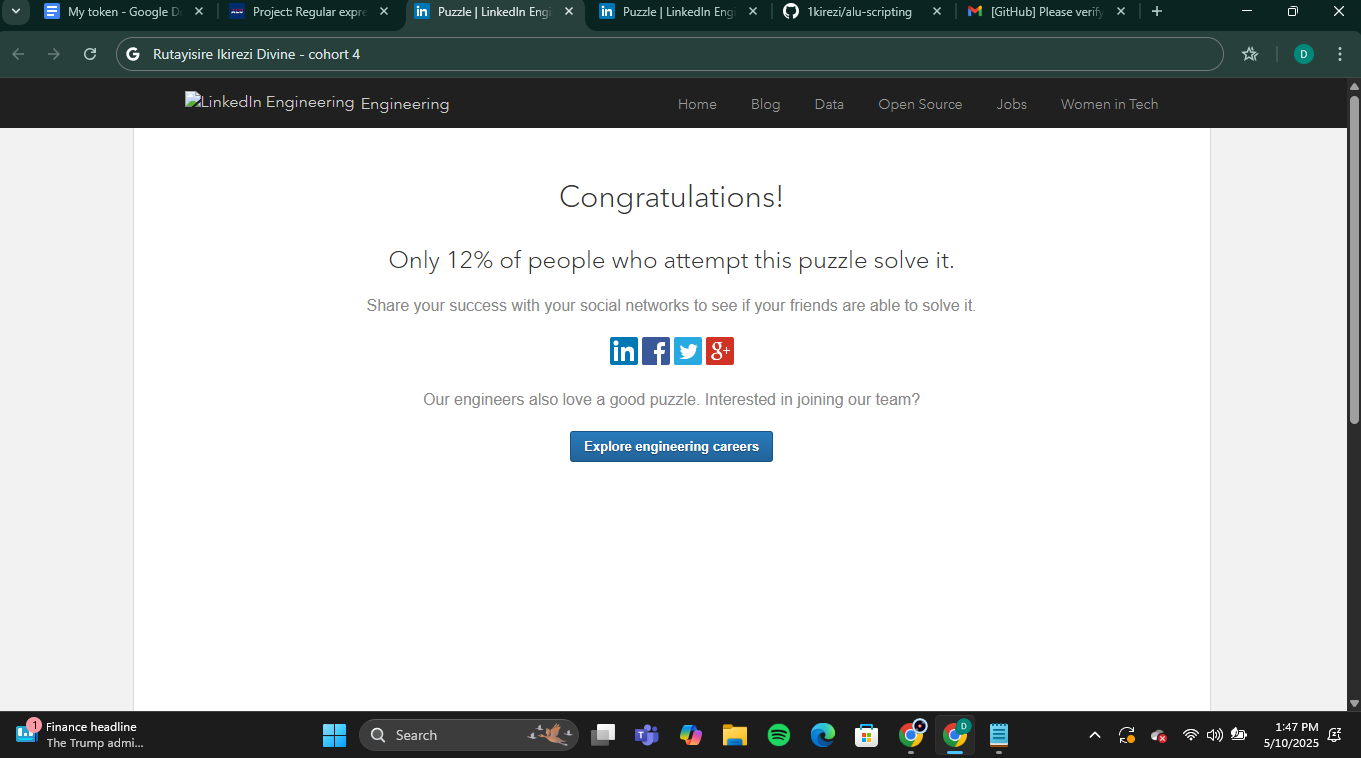 My token - Google D
Project: Regular expre
Puzzle | LinkedIn Engi
Puzzle | LinkedIn Engi
1kirezi/alu-scripting
[GitHub] Please verify
Rutayisire Ikirezi Divine - cohort 4
D
LinkedIn Engineering Engineering
Home
Blog
Data
Open Source
Jobs
Women in Tech
Congratulations!
Only 12% of people who attempt this puzzle solve it.
Share your success with your social networks to see if your friends are able to solve it.
Our engineers also love a good puzzle. Interested in joining our team?
Explore engineering careers
1
Finance headline
The Trump admi...
Search
D
1:47 PM
5/10/2025